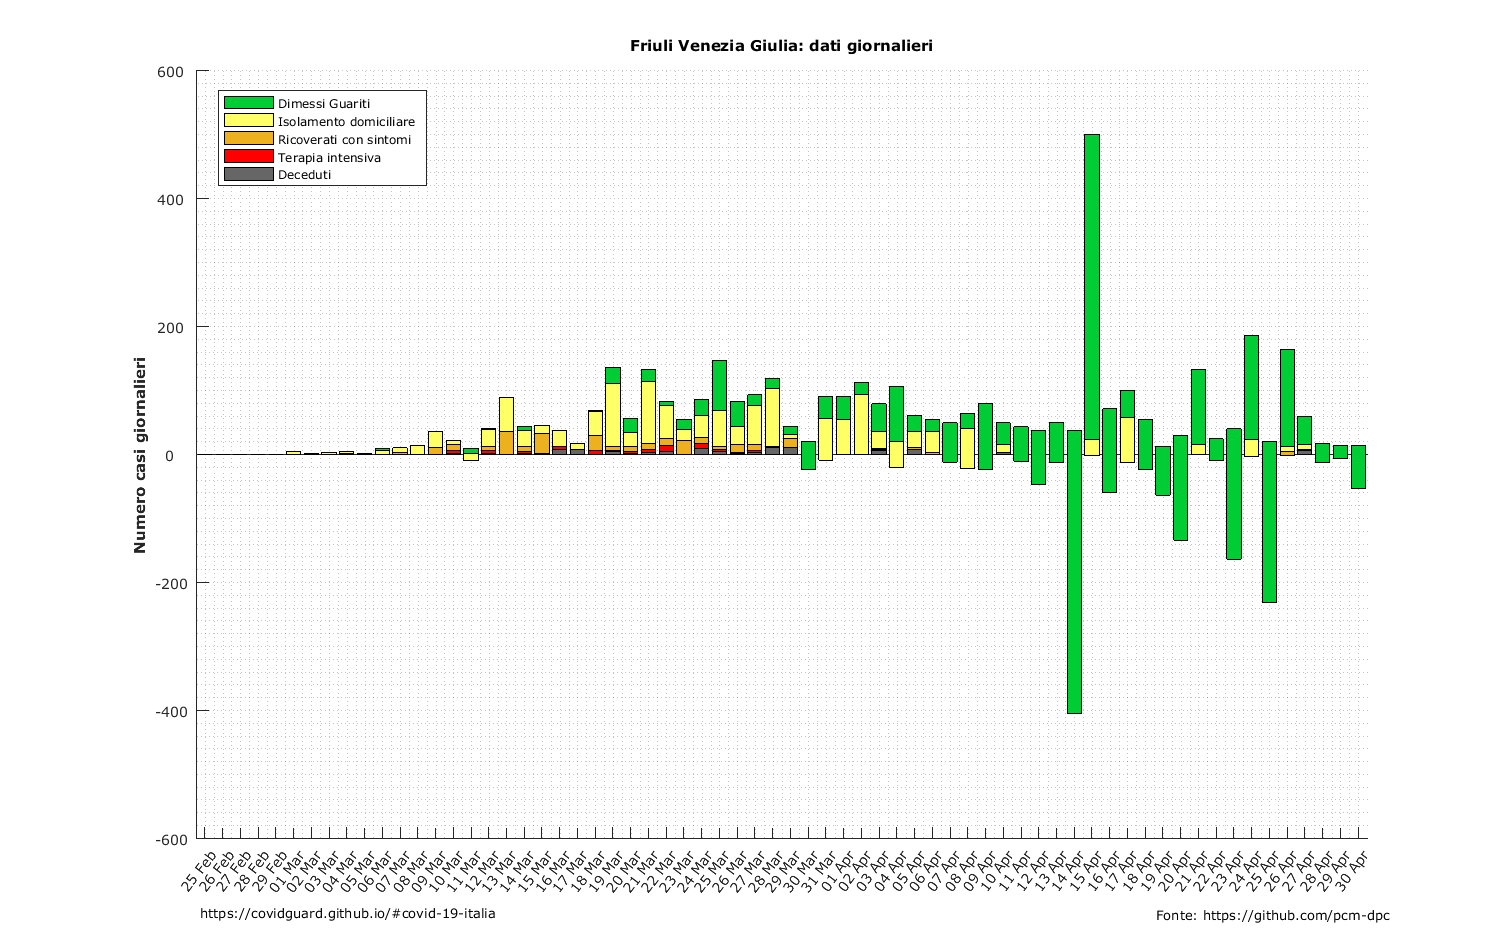 Friuli Venezia Giulia: dati giornalieri
600
400
200
0
-200
-400
-600
Numero casi giornalieri
Dimessi Guariti
Isolamento domiciliare
Ricoverati con sintomi
Terapia intensiva
Deceduti
25 Feb
26 Feb
27 Feb
28 Feb
29 Feb
01 Mar
02 Mar
03 Mar
04 Mar
05 Mar
06 Mar
07 Mar
08 Mar
09 Mar
10 Mar
11 Mar
12 Mar
13 Mar
14 Mar
15 Mar
16 Mar
17 Mar
18 Mar
19 Mar
20 Mar
21 Mar
22 Mar
23 Mar
24 Mar
25 Mar
26 Mar
27 Mar
28 Mar
29 Mar
30 Mar
31 Mar
01 Apr
02 Apr
03 Apr
04 Apr
05 Apr
06 Apr
07 Apr
08 Apr
09 Apr
10 Apr
11 Apr
12 Apr
13 Apr
14 Apr
15 Apr
16 Apr
17 Apr
18 Apr
19 Apr
20 Apr
21 Apr
22 Apr
23 Apr
24 Apr
25 Apr
26 Apr
27 Apr
28 Apr
29 Apr
30 Apr
https://covidguard.github.io/#covid-19-italia
Fonte: https://github.com/pcm-dpc